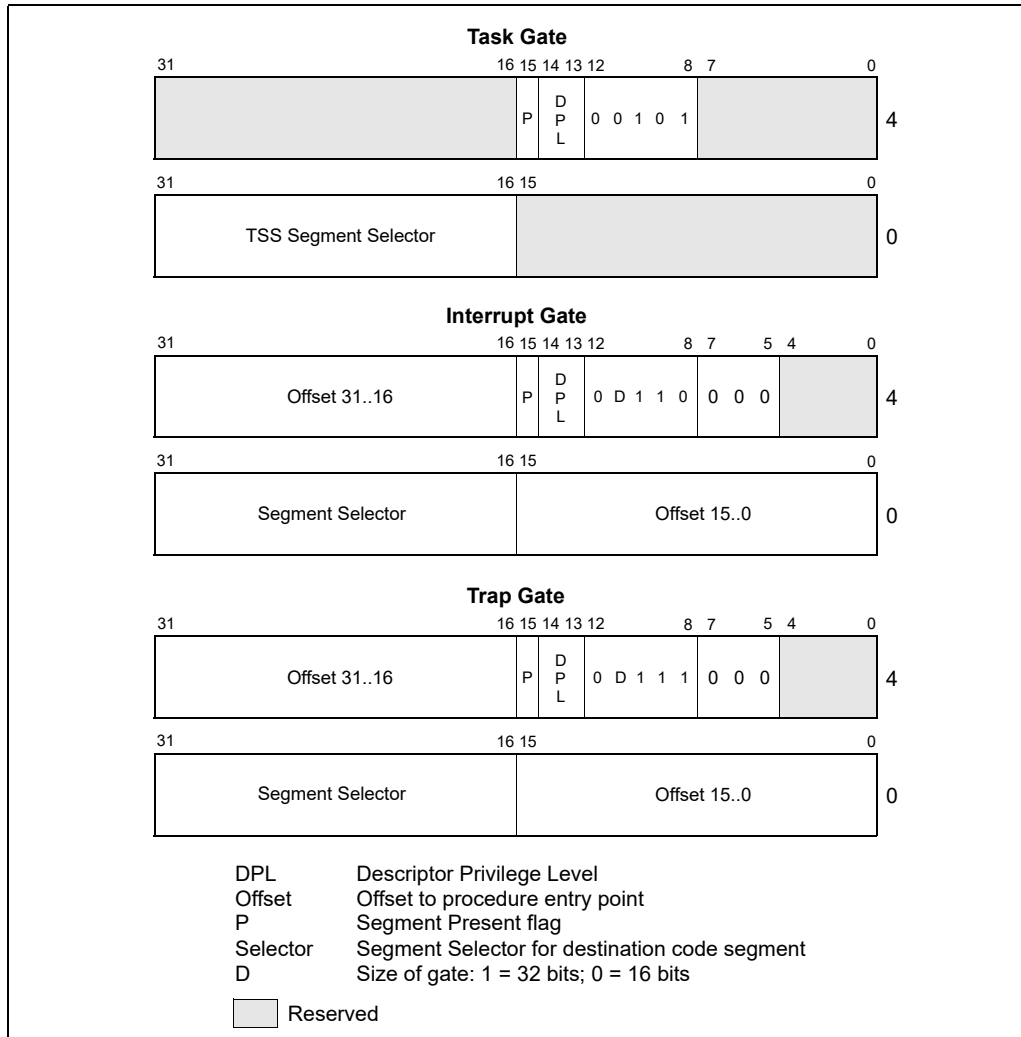 Task Gate
31 16 15 14 13 12 8 7 0
P D P L 0 0 1 0 1 4
31 16 15 0
TSS Segment Selector 0
Interrupt Gate
31 16 15 14 13 12 8 7 5 4 0
Offset 31..16 P D P L 0 D 1 1 0 0 0 0 4
31 16 15 0
Segment Selector Offset 15..0 0
Trap Gate
31 16 15 14 13 12 8 7 5 4 0
Offset 31..16 P D P L 0 D 1 1 1 0 0 0 4
31 16 15 0
Segment Selector Offset 15..0 0
DPL Descriptor Privilege Level
Offset Offset to procedure entry point
P Segment Present flag
Selector Segment Selector for destination code segment
D Size of gate: 1 = 32 bits; 0 = 16 bits
Reserved